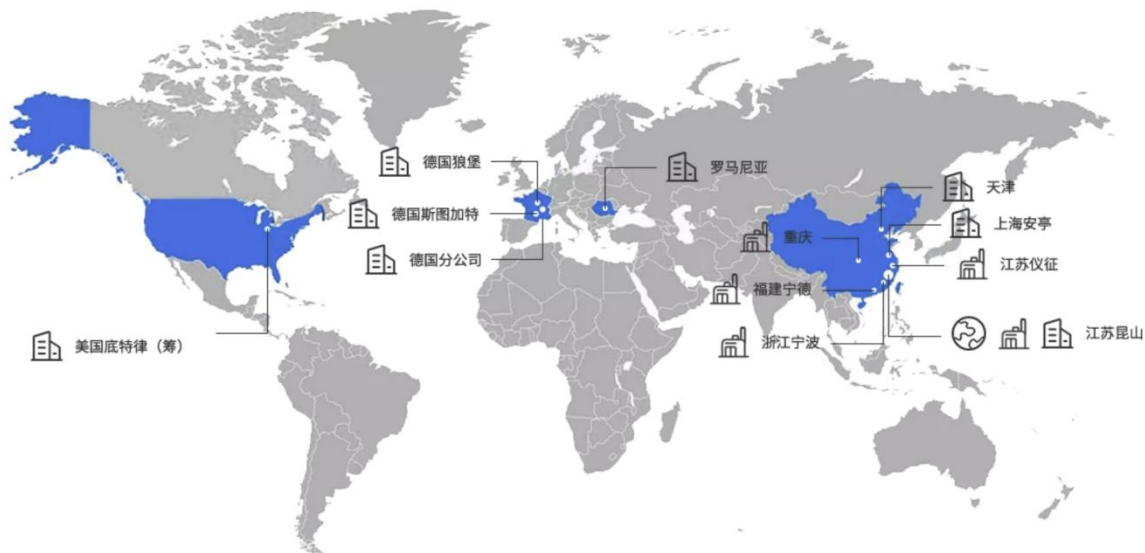 德国狼堡
罗马尼亚
天津
德国斯图加特
上海安亭
重庆
德国分公司
江苏仪征
福建宁德
美国底特律（筹）
浙江宁波
江苏昆山